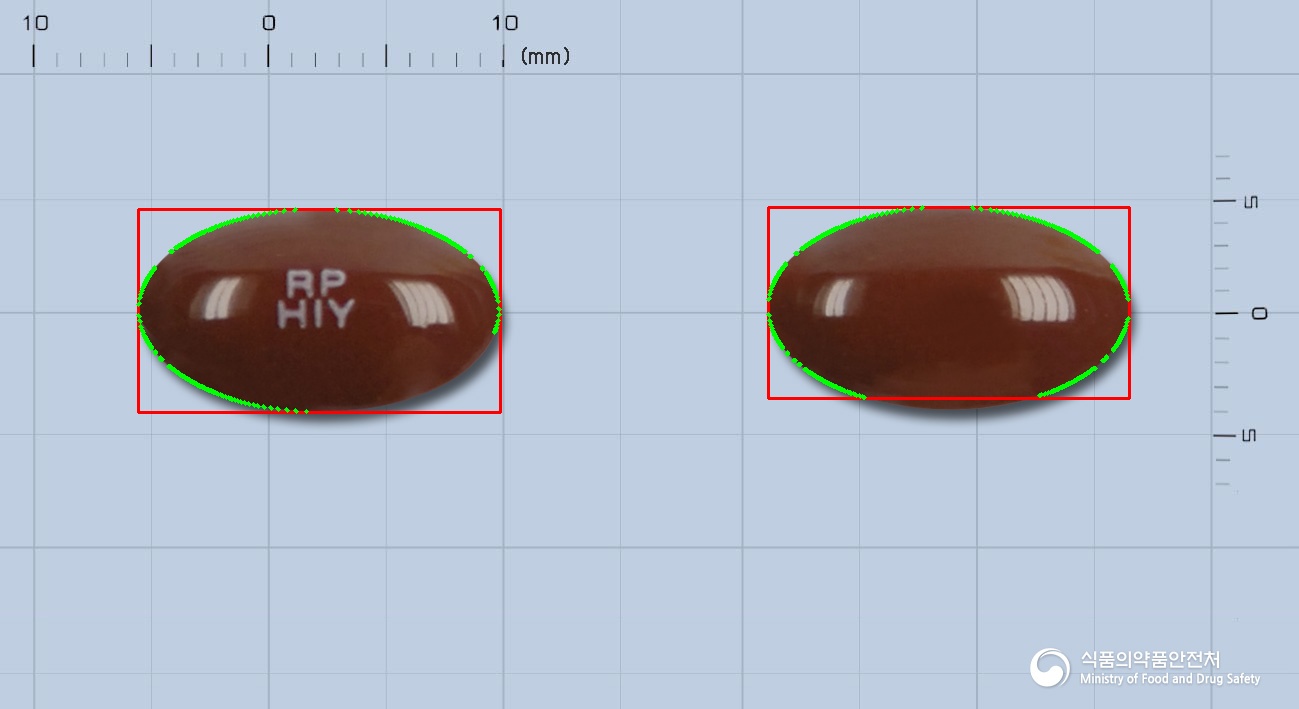 10 0 10
(mm)
RP
HIY
5
0
5
식품의약품안전처
Ministry of Food and Drug Safety